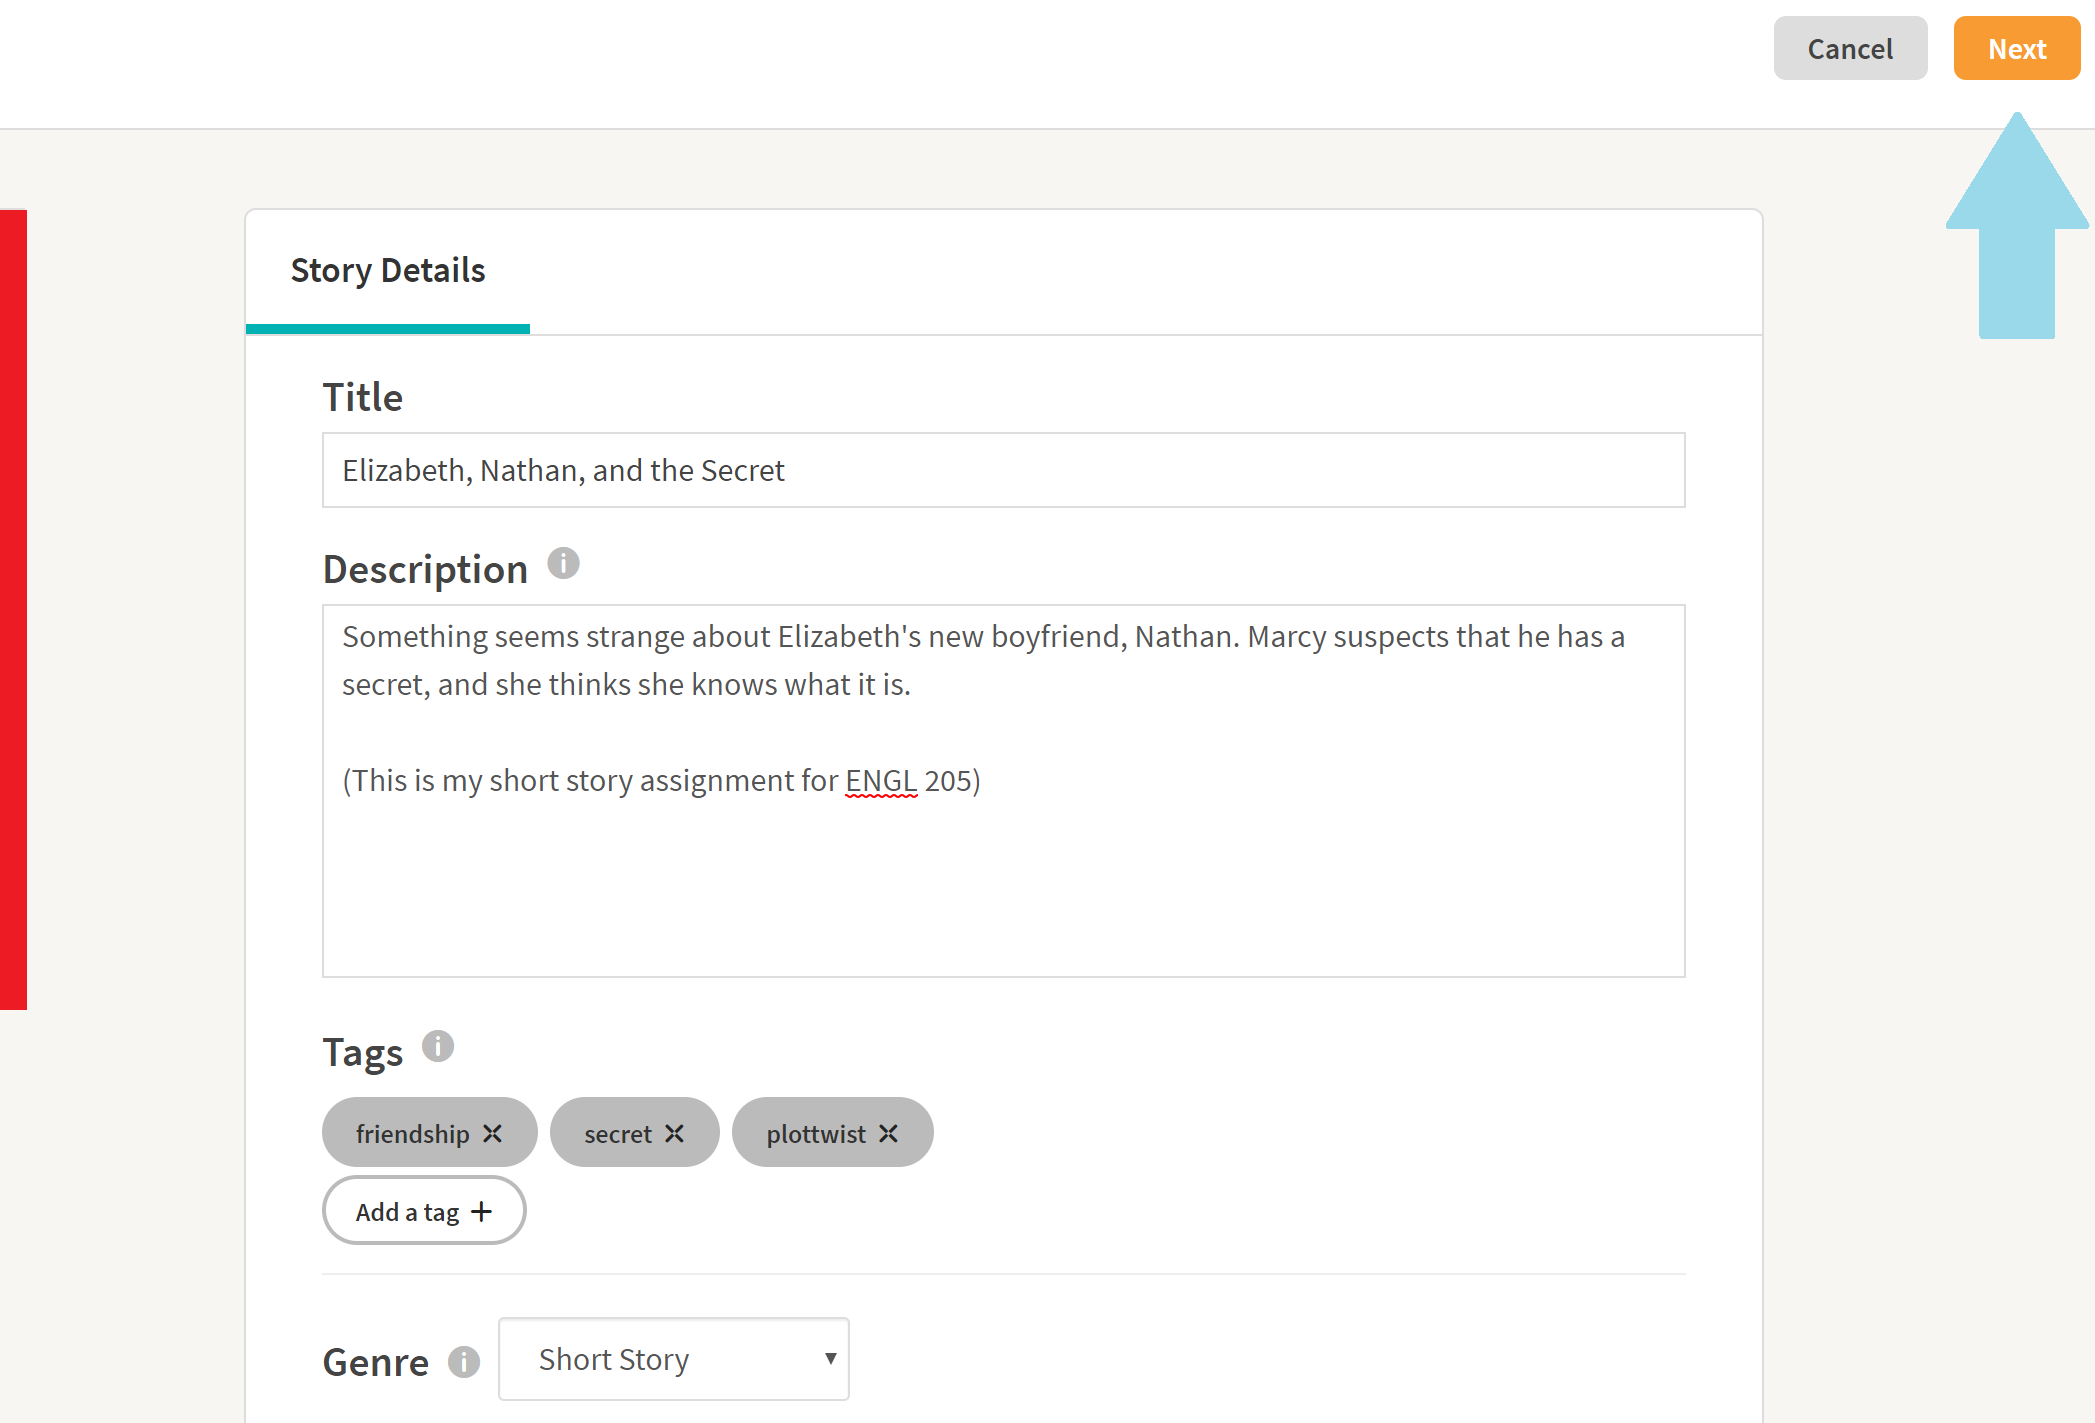 Cancel
Next
Story Details
Title
Elizabeth, Nathan, and the Secret
Description
Something seems strange about Elizabeth's new boyfriend, Nathan. Marcy suspects that he has a
secret, and she thinks she knows what it is.
(This is my short story assignment for ENGL 205)
Tags
friendship
secret
plottwist
Add a tag +
Genre
Short Story